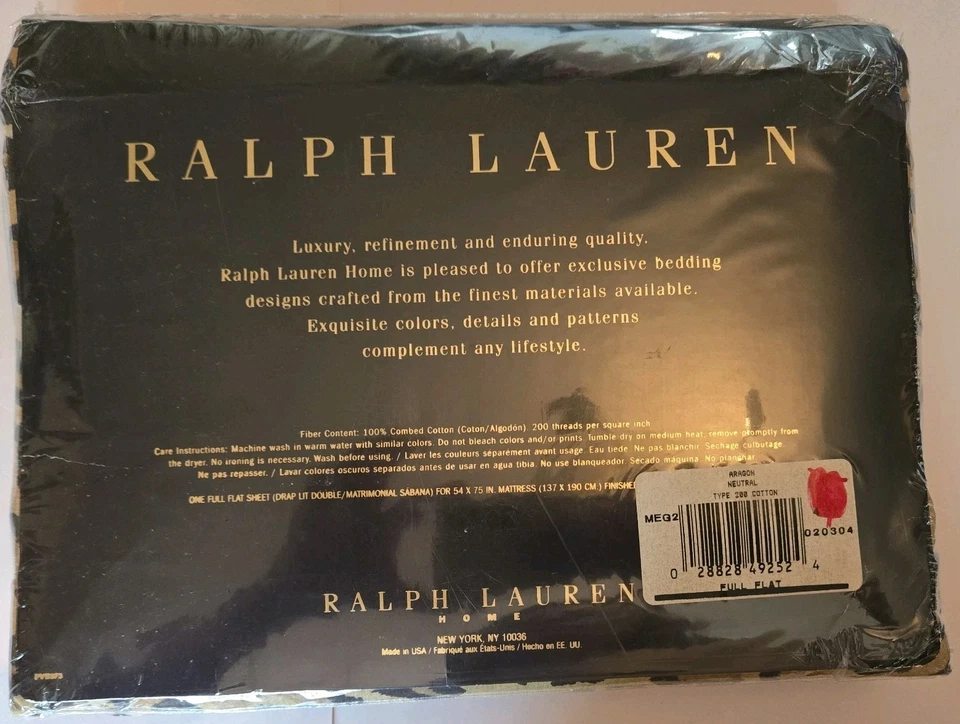 RALPH LAUREN
Luxury, refinement and enduring quality.
Ralph Lauren Home is pleased to offer exclusive bedding
designs crafted from the finest materials available.
Exquisite colors, details and patterns
complement any lifestyle.
Fiber Content: 100% Combed Cotton (Coton/Algodón). 200 threads per square inch
Care Instructions: Machine wash in warm water with similar colors. Do not bleach colors and/or prints. Tumble dry on medium heat, remove promptly from
the dryer. No ironing is necessary. Wash before using. / Laver les couleurs séparément avant usage. Eau tiede. Ne pas blanchir. Sechage culbutage.
Ne pas repasser. / Lavar colores oscuros separados antes de usar en agua tibia. No use blanqueador. Secado maquina. No planchar.
ONE FULL FLAT SHEET (DRAP LIT DOUBLE/MATRIMONIAL SABANA) FOR 54 X 75 IN. MATTRESS (137 X 190 CM.) FINISHED
ARAGON
NEUTRAL
TYPE 200 COTTON
MEG2
020304
0 28828 49252 4
FULL FLAT
RALPH LAUREN
HOME
NEW YORK, NY 10036
Made in USA / Fabriqué aux États-Unis / Hecho en EE. UU.